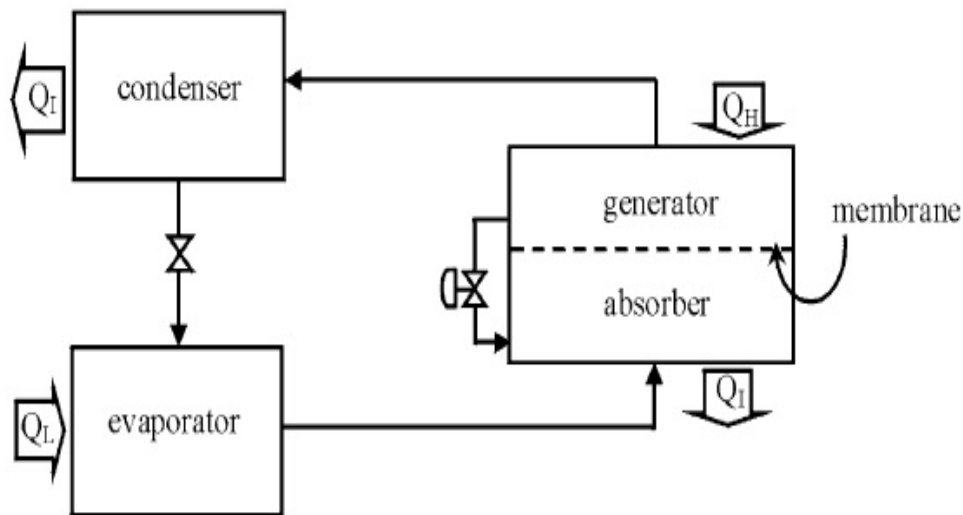 condenser
Q_I
Q_H
generator
membrane
absorber
Q_I
evaporator
Q_L